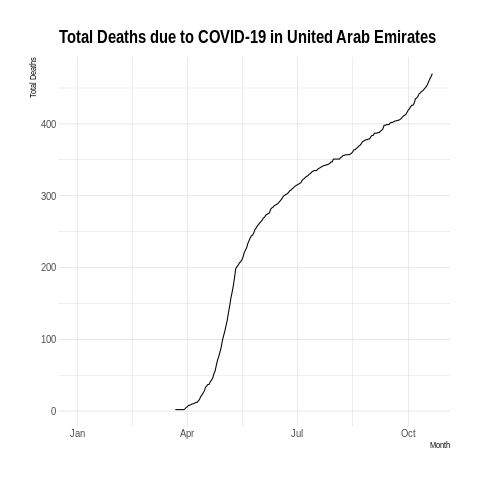 Total Deaths due to COVID-19 in United Arab Emirates
Total Deaths
400
300
200
100
0
Jan Apr Jul Oct
Month